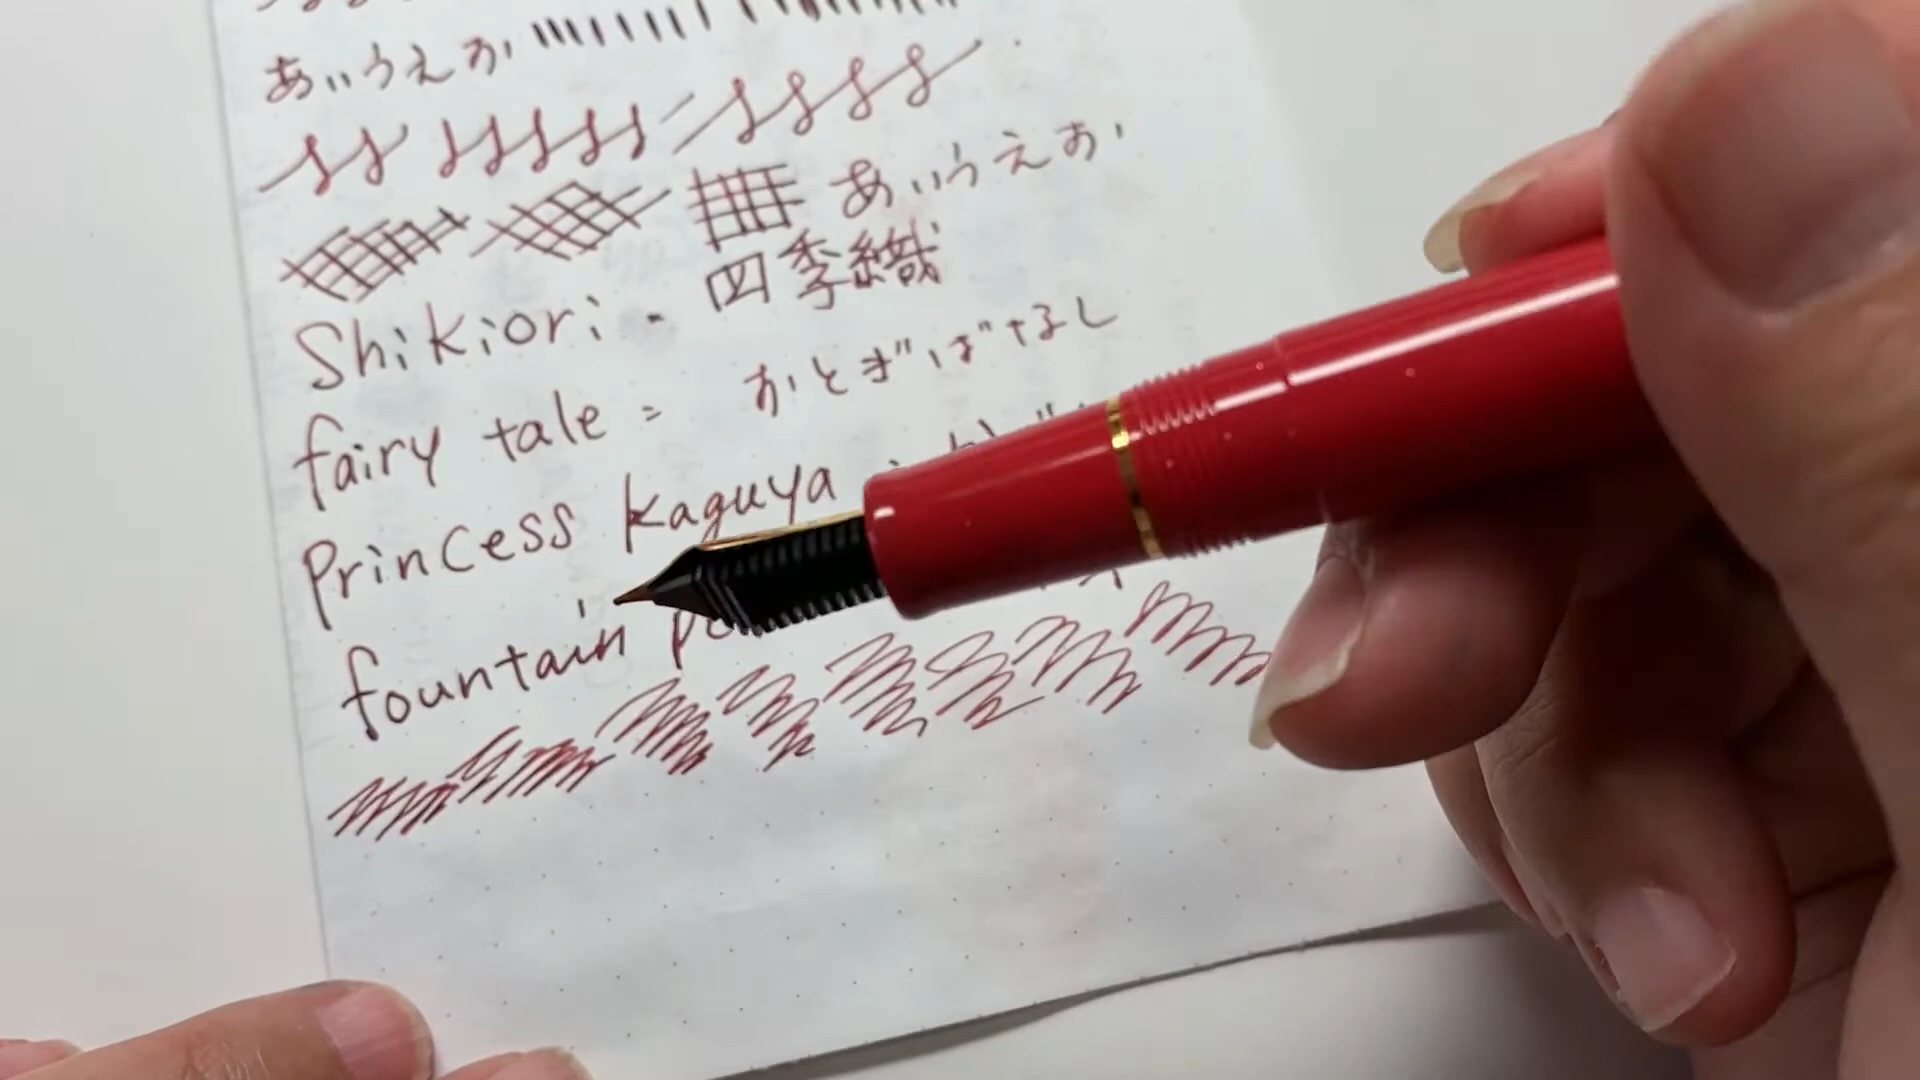 あいうえお
あいうえお
Shikiori・四季織
fairy tale = おとぎばなし
Princess Kaguya
fountain